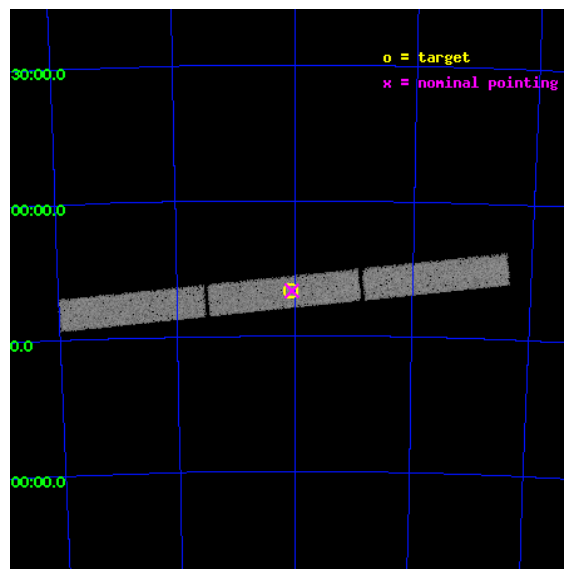 o = target
30:00.0
x = nominal pointing
00:00.0
0.0
00:00.0